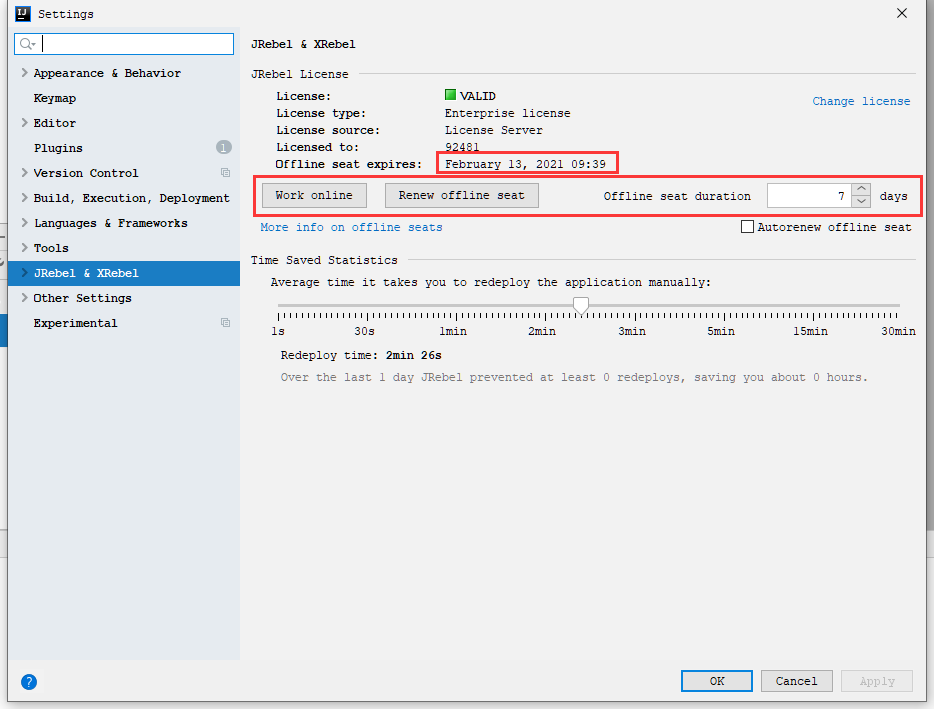 Settings
JRebel & XRebel
Appearance & Behavior
Keymap
Editor
Plugins 1
Version Control
Build, Execution, Deployment
Languages & Frameworks
Tools
JRebel & XRebel
Other Settings
Experimental
JRebel License
License: VALID
License type: Enterprise license
License source: License Server
Licensed to: 92481
Offline seat expires: February 13, 2021 09:39
Change license
Work online Renew offline seat Offline seat duration 7 days
More info on offline seats Autorenew offline seat
Time Saved Statistics
Average time it takes you to redeploy the application manually:
1s 30s 1min 2min 3min 5min 15min 30min
Redeploy time: 2min 26s
Over the last 1 day JRebel prevented at least 0 redeploys, saving you about 0 hours.
? OK Cancel Apply